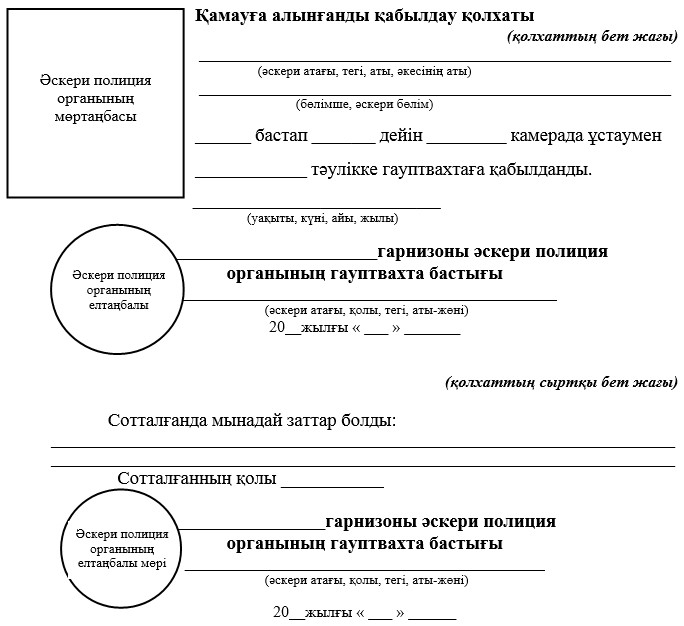 Қамауға алынғанды қабылдау қолхаты
(қолхаттың бет жағы)
Әскери полиция
органының
мөртаңбасы
(әскери атағы, тегі, аты, әкесінің аты)
(бөлімше, әскери бөлім)
______ бастап _______ дейін _________ камерада ұстаумен
____________ тәулікке гауптвахтаға қабылданды.
(уақыты, күні, айы, жылы)
Әскери полиция
органының
елтаңбалы
______________________гарнизоны әскери полиция
органының гауптвахта бастығы
(әскери атағы, қолы, тегі, аты-жөні)
20__жылғы « ___ » _______
(қолхаттың сыртқы бет жағы)
Сотталғанда мынадай заттар болды:
Сотталғанның қолы ___________
Әскери полиция
органының
елтаңбалы мөрі
________________гарнизоны әскери полиция
органының гауптвахта бастығы
(әскери атағы, қолы, тегі, аты-жөні)
20__жылғы « ___ » ______